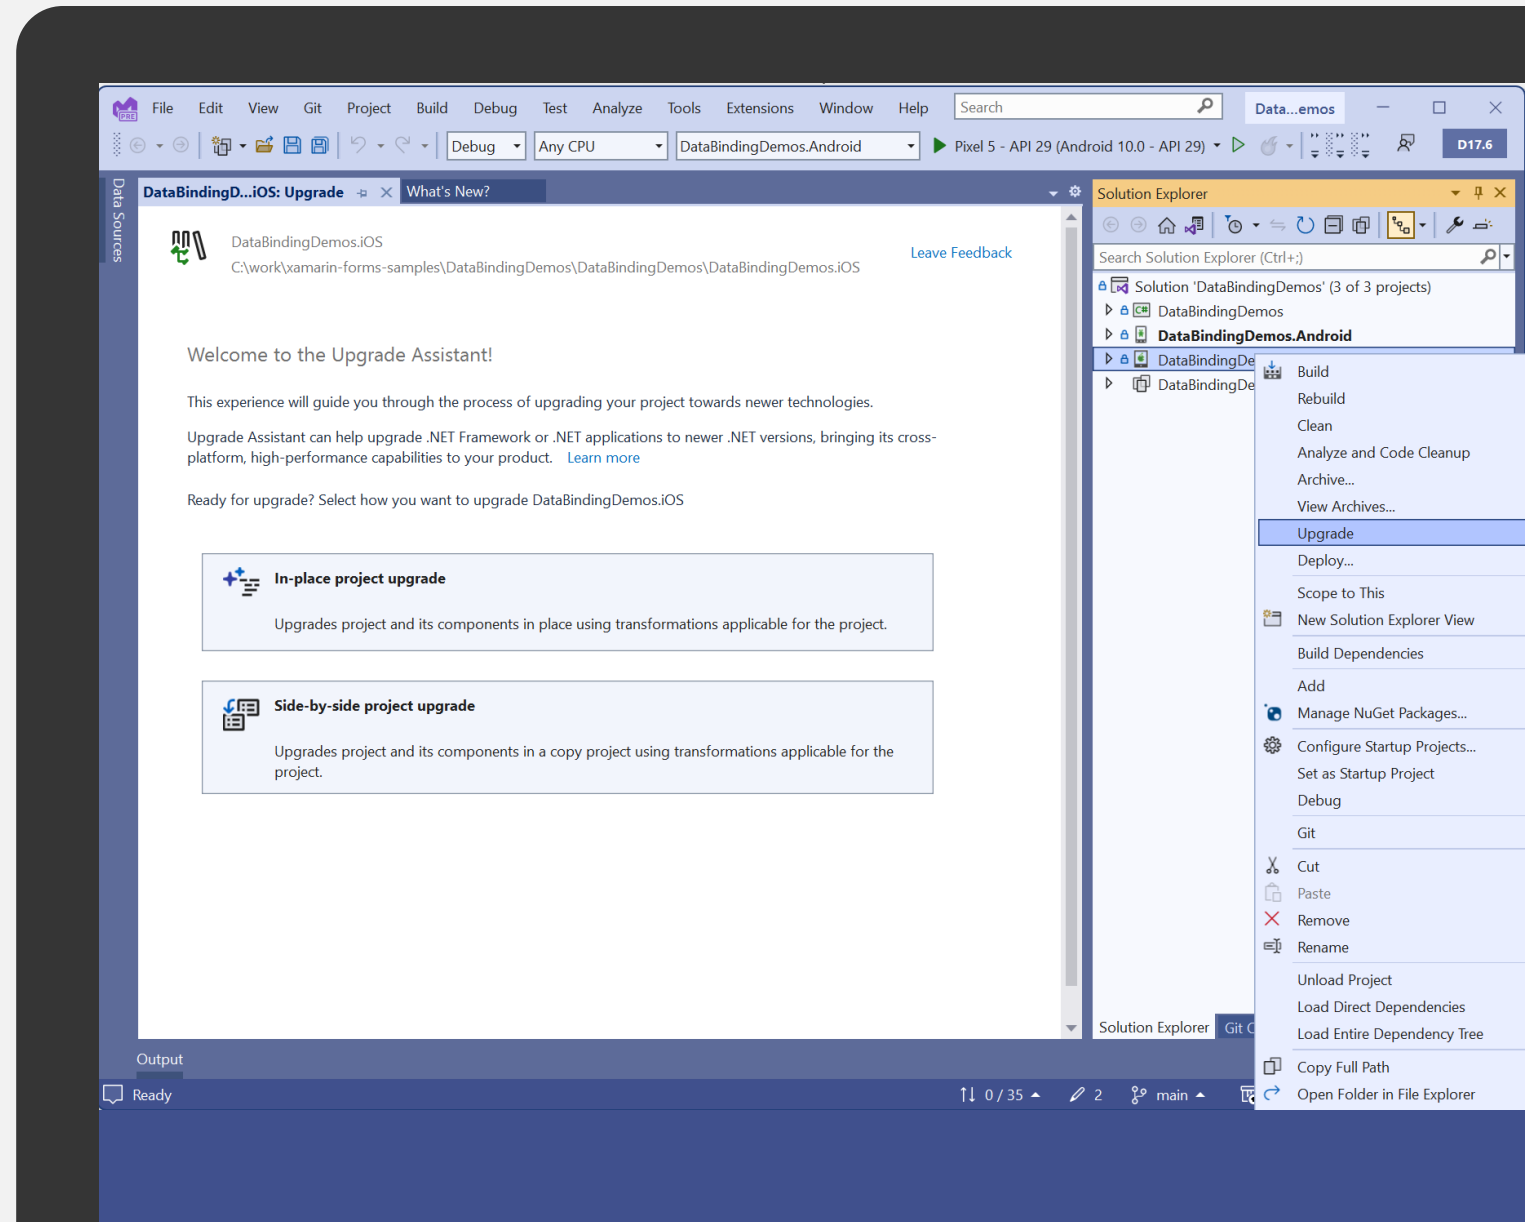 File Edit View Git Project Build Debug Test Analyze Tools Extensions Window Help Search Data...emos
Debug Any CPU DataBindingDemos.Android Pixel 5 - API 29 (Android 10.0 - API 29) D17.6
Data Sources
DataBindingD...iOS: Upgrade What's New?
DataBindingDemos.iOS
C:\work\xamarin-forms-samples\DataBindingDemos\DataBindingDemos\DataBindingDemos.iOS
Leave Feedback
Welcome to the Upgrade Assistant!
This experience will guide you through the process of upgrading your project towards newer technologies.
Upgrade Assistant can help upgrade .NET Framework or .NET applications to newer .NET versions, bringing its cross-
platform, high-performance capabilities to your product. Learn more
Ready for upgrade? Select how you want to upgrade DataBindingDemos.iOS
In-place project upgrade
Upgrades project and its components in place using transformations applicable for the project.
Side-by-side project upgrade
Upgrades project and its components in a copy project using transformations applicable for the
project.
Solution Explorer
Search Solution Explorer (Ctrl+;)
Solution 'DataBindingDemos' (3 of 3 projects)
C# DataBindingDemos
DataBindingDemos.Android
DataBindingDe
DataBindingDe
Build
Rebuild
Clean
Analyze and Code Cleanup
Archive...
View Archives...
Upgrade
Deploy...
Scope to This
New Solution Explorer View
Build Dependencies
Add
Manage NuGet Packages...
Configure Startup Projects...
Set as Startup Project
Debug
Git
Cut
Paste
Remove
Rename
Unload Project
Load Direct Dependencies
Load Entire Dependency Tree
Copy Full Path
Open Folder in File Explorer
Solution Explorer Git C
Output
Ready 0 / 35 2 main
PRE